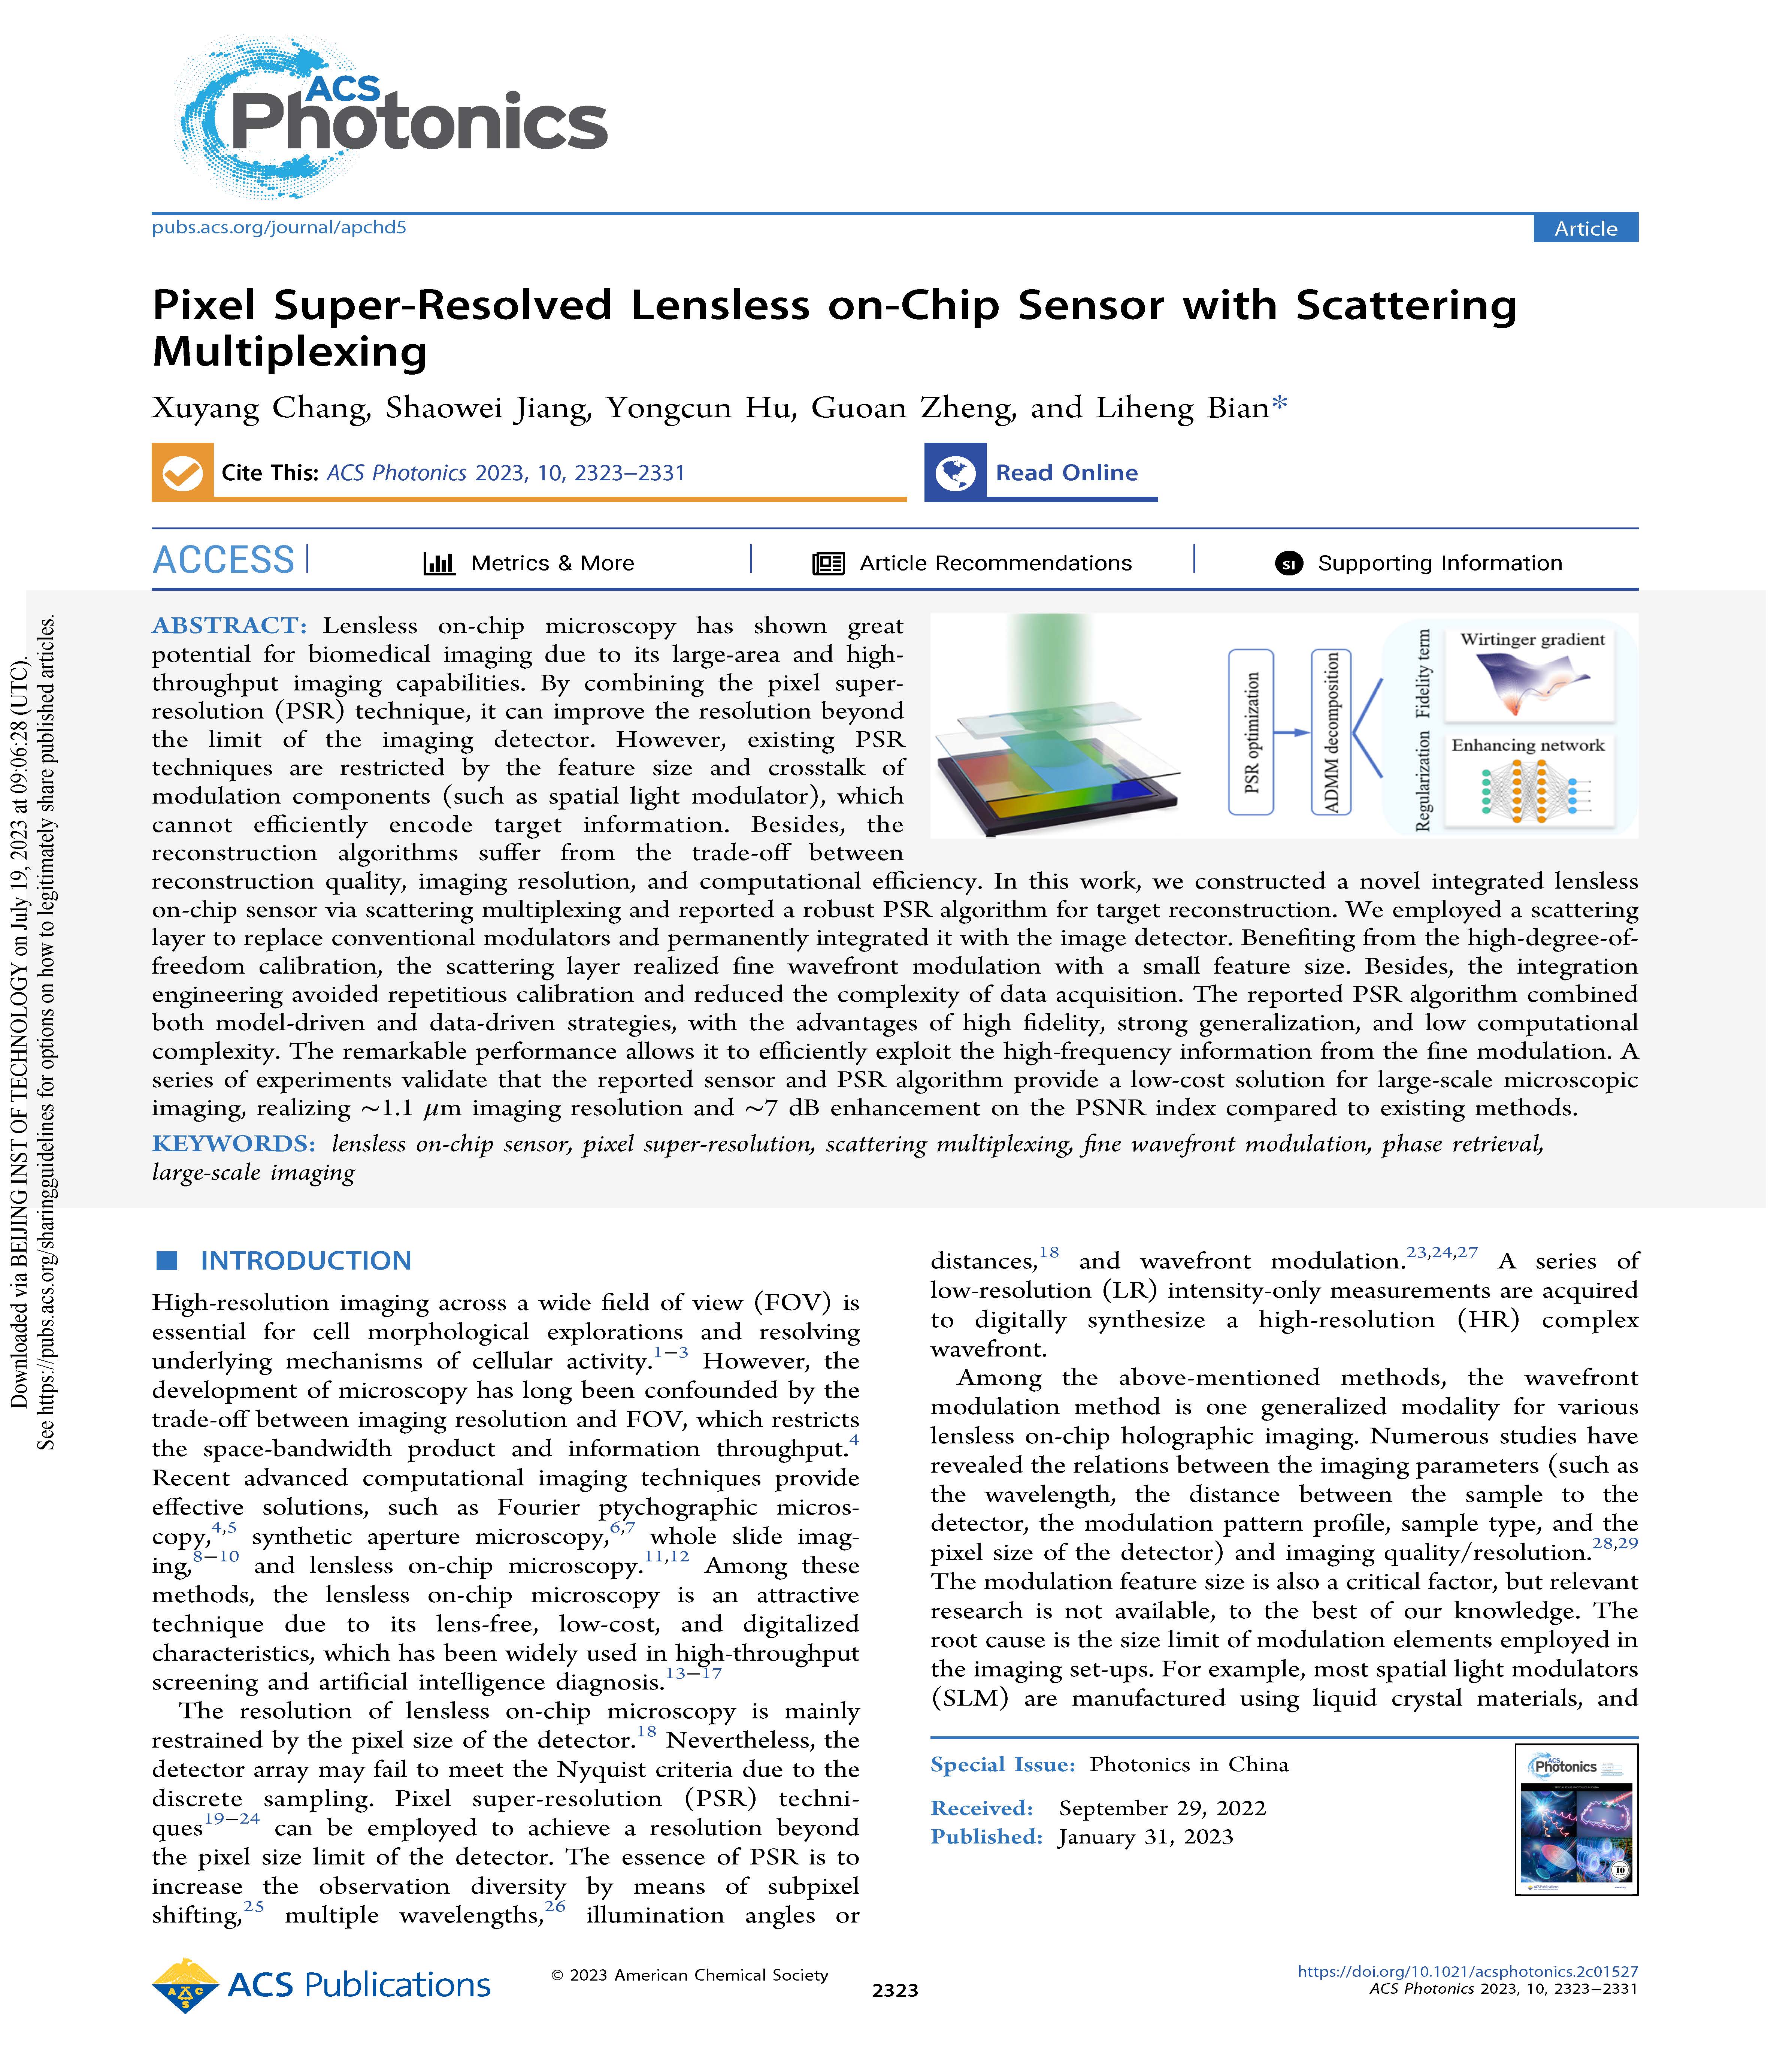 ACS
Photonics
pubs.acs.org/journal/apchd5
Article
Pixel Super-Resolved Lensless on-Chip Sensor with Scattering
Multiplexing
Xuyang Chang, Shaowei Jiang, Yongcun Hu, Guoan Zheng, and Liheng Bian*
Cite This: ACS Photonics 2023, 10, 2323−2331
Read Online
ACCESS
Metrics & More
Article Recommendations
SI Supporting Information
ABSTRACT: Lensless on-chip microscopy has shown great
potential for biomedical imaging due to its large-area and high-
throughput imaging capabilities. By combining the pixel super-
resolution (PSR) technique, it can improve the resolution beyond
the limit of the imaging detector. However, existing PSR
techniques are restricted by the feature size and crosstalk of
modulation components (such as spatial light modulator), which
cannot efficiently encode target information. Besides, the
reconstruction algorithms suffer from the trade-off between
reconstruction quality, imaging resolution, and computational efficiency. In this work, we constructed a novel integrated lensless
on-chip sensor via scattering multiplexing and reported a robust PSR algorithm for target reconstruction. We employed a scattering
layer to replace conventional modulators and permanently integrated it with the image detector. Benefiting from the high-degree-of-
freedom calibration, the scattering layer realized fine wavefront modulation with a small feature size. Besides, the integration
engineering avoided repetitious calibration and reduced the complexity of data acquisition. The reported PSR algorithm combined
both model-driven and data-driven strategies, with the advantages of high fidelity, strong generalization, and low computational
complexity. The remarkable performance allows it to efficiently exploit the high-frequency information from the fine modulation. A
series of experiments validate that the reported sensor and PSR algorithm provide a low-cost solution for large-scale microscopic
imaging, realizing ∼1.1 μm imaging resolution and ∼7 dB enhancement on the PSNR index compared to existing methods.
PSR optimization
ADMM decomposition
Fidelity term
Regularization
Wirtinger gradient
Enhancing network
KEYWORDS: lensless on-chip sensor, pixel super-resolution, scattering multiplexing, fine wavefront modulation, phase retrieval,
large-scale imaging
■ INTRODUCTION
High-resolution imaging across a wide field of view (FOV) is
essential for cell morphological explorations and resolving
underlying mechanisms of cellular activity.1−3 However, the
development of microscopy has long been confounded by the
trade-off between imaging resolution and FOV, which restricts
the space-bandwidth product and information throughput.4
Recent advanced computational imaging techniques provide
effective solutions, such as Fourier ptychographic micros-
copy,4,5 synthetic aperture microscopy,6,7 whole slide imag-
ing,8−10 and lensless on-chip microscopy.11,12 Among these
methods, the lensless on-chip microscopy is an attractive
technique due to its lens-free, low-cost, and digitalized
characteristics, which has been widely used in high-throughput
screening and artificial intelligence diagnosis.13−17
The resolution of lensless on-chip microscopy is mainly
restrained by the pixel size of the detector.18 Nevertheless, the
detector array may fail to meet the Nyquist criteria due to the
discrete sampling. Pixel super-resolution (PSR) techni-
ques19−24 can be employed to achieve a resolution beyond
the pixel size limit of the detector. The essence of PSR is to
increase the observation diversity by means of subpixel
shifting,25 multiple wavelengths,26 illumination angles or
distances,18 and wavefront modulation.23,24,27 A series of
low-resolution (LR) intensity-only measurements are acquired
to digitally synthesize a high-resolution (HR) complex
wavefront.
Among the above-mentioned methods, the wavefront
modulation method is one generalized modality for various
lensless on-chip holographic imaging. Numerous studies have
revealed the relations between the imaging parameters (such as
the wavelength, the distance between the sample to the
detector, the modulation pattern profile, sample type, and the
pixel size of the detector) and imaging quality/resolution.28,29
The modulation feature size is also a critical factor, but relevant
research is not available, to the best of our knowledge. The
root cause is the size limit of modulation elements employed in
the imaging set-ups. For example, most spatial light modulators
(SLM) are manufactured using liquid crystal materials, and
Special Issue: Photonics in China
Received: September 29, 2022
Published: January 31, 2023
ACS
Photonics
ACS Publications
© 2023 American Chemical Society
2323
https://doi.org/10.1021/acsphotonics.2c01527
ACS Photonics 2023, 10, 2323−2331
Downloaded via BEIJING INST OF TECHNOLOGY on July 19, 2023 at 09:06:28 (UTC).
See https://pubs.acs.org/sharingguidelines for options on how to legitimately share published articles.